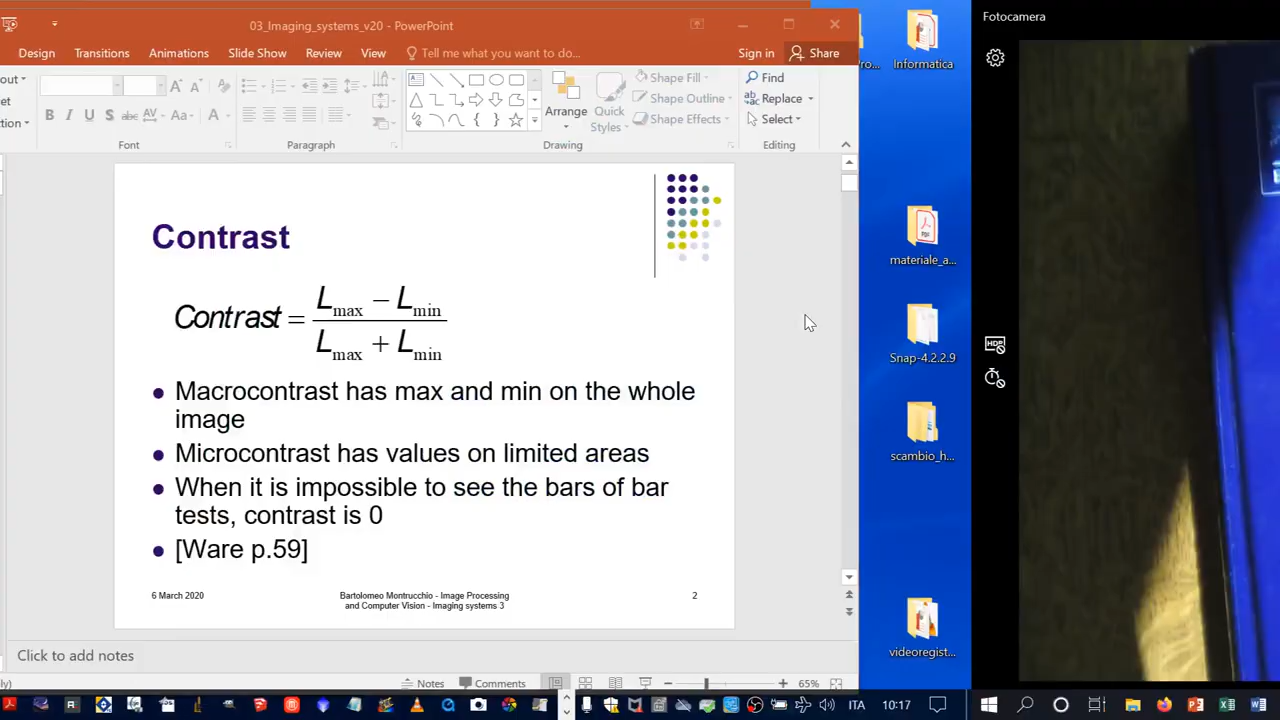 03_Imaging_systems_v20 - PowerPoint
Fotocamera
Design Transitions Animations Slide Show Review View Tell me what you want to do... Sign in Share
Informatica
Shape Fill
Shape Outline
Shape Effects
Arrange
Quick Styles
Find
Replace
Select
Font Paragraph Drawing Editing
Contrast
Contrast = Lmax − Lmin
Lmax + Lmin
Macrocontrast has max and min on the whole
image
Microcontrast has values on limited areas
When it is impossible to see the bars of bar
tests, contrast is 0
[Ware p.59]
6 March 2020
Bartolomeo Montrucchio - Image Processing
and Computer Vision - Imaging systems 3
2
materiale_a...
Snap-4.2.2.9
scambio_h...
videoregist...
Click to add notes
Notes Comments 65%
ITA 10:17